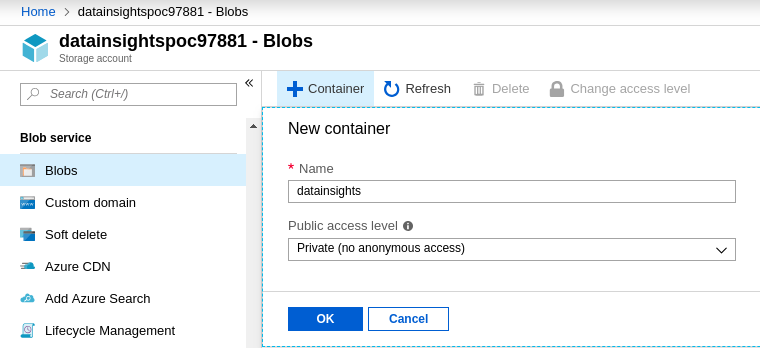 Home > datainsightspoc97881 - Blobs
datainsightspoc97881 - Blobs
Storage account
Search (Ctrl+/)
Blob service
Blobs
Custom domain
Soft delete
Azure CDN
Add Azure Search
Lifecycle Management
Container Refresh Delete Change access level
New container
* Name
datainsights
Public access level
Private (no anonymous access)
OK Cancel